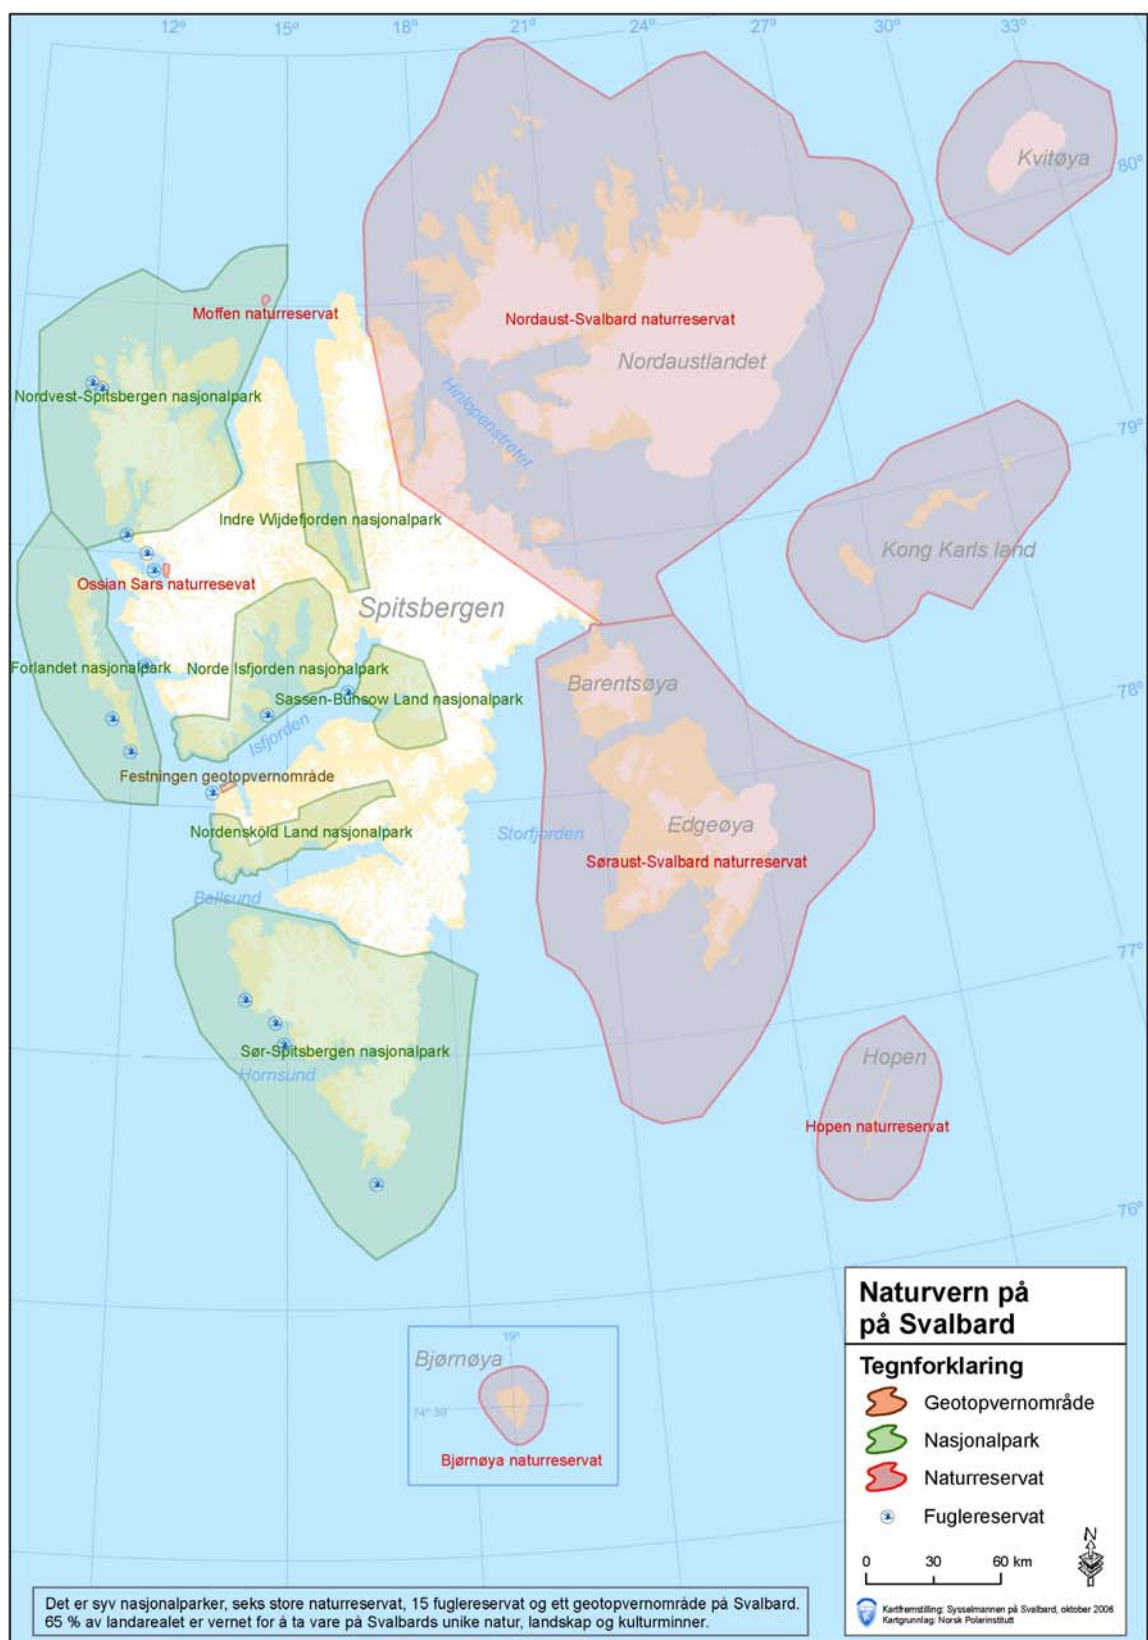 12°
15°
18°
21°
24°
27°
30°
33°
Kvitøya
80°
Moffen naturreservat
Nordaust-Svalbard naturreservat
Nordaustlandet
Hinlopenstretet
Nordvest-Spitsbergen nasjonalpark
79°
Indre Wijdefjorden nasjonalpark
Kong Karls land
Ossian Sars naturresevat
Spitsbergen
Forlandet nasjonalpark
Norde Isfjorden nasjonalpark
Barentsøya
Sassen-Bünsow Land nasjonalpark
78°
Isfjorden
Festningen geotopvernområde
Nordensköld Land nasjonalpark
Storfjorden
Edgeøya
Søraust-Svalbard naturreservat
Bellsund
77°
Sør-Spitsbergen nasjonalpark
Hornsund
Hopen
Hopen naturreservat
76°
Naturvern på
på Svalbard
Tegnforklaring
Geotopvernområde
Nasjonalpark
Naturreservat
Fuglereservat
N
0 30 60 km
Kartfremstilling: Sysselmannen på Svalbard, oktober 2006
Kartgrunnlag: Norsk Polarinstitutt
19°
Bjørnøya
74° 30
Bjørnøya naturreservat
Det er syv nasjonalparker, seks store naturreservat, 15 fuglereservat og ett geotopvernområde på Svalbard.
65 % av landarealet er vernet for å ta vare på Svalbards unike natur, landskap og kulturminner.